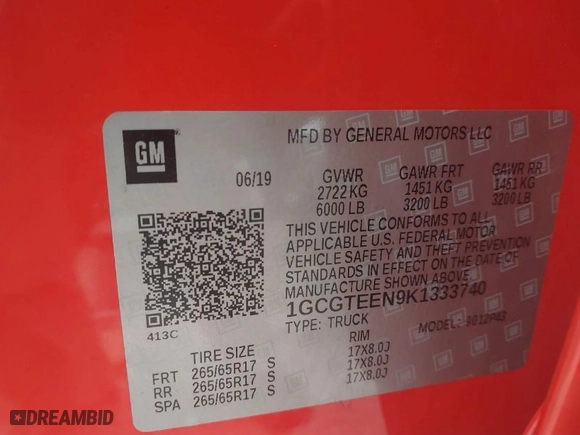 GM
MFD BY GENERAL MOTORS LLC
06/19 GVWR GAWR FRT GAWR RR
2722 KG 1451 KG 1451 KG
6000 LB 3200 LB 3200 LB
THIS VEHICLE CONFORMS TO ALL
APPLICABLE U.S. FEDERAL MOTOR
VEHICLE SAFETY AND THEFT PREVENTION
STANDARDS IN EFFECT ON THE DATE OF
MANUFACTURE SHOWN ABOVE.
1GCGTEEN9K1333740
413C TYPE: TRUCK MODEL:
TIRE SIZE RIM
FRT 265/65R17 S 17X8.0J
RR 265/65R17 S 17X8.0J
SPA 265/65R17 S 17X8.0J
DREAMBID